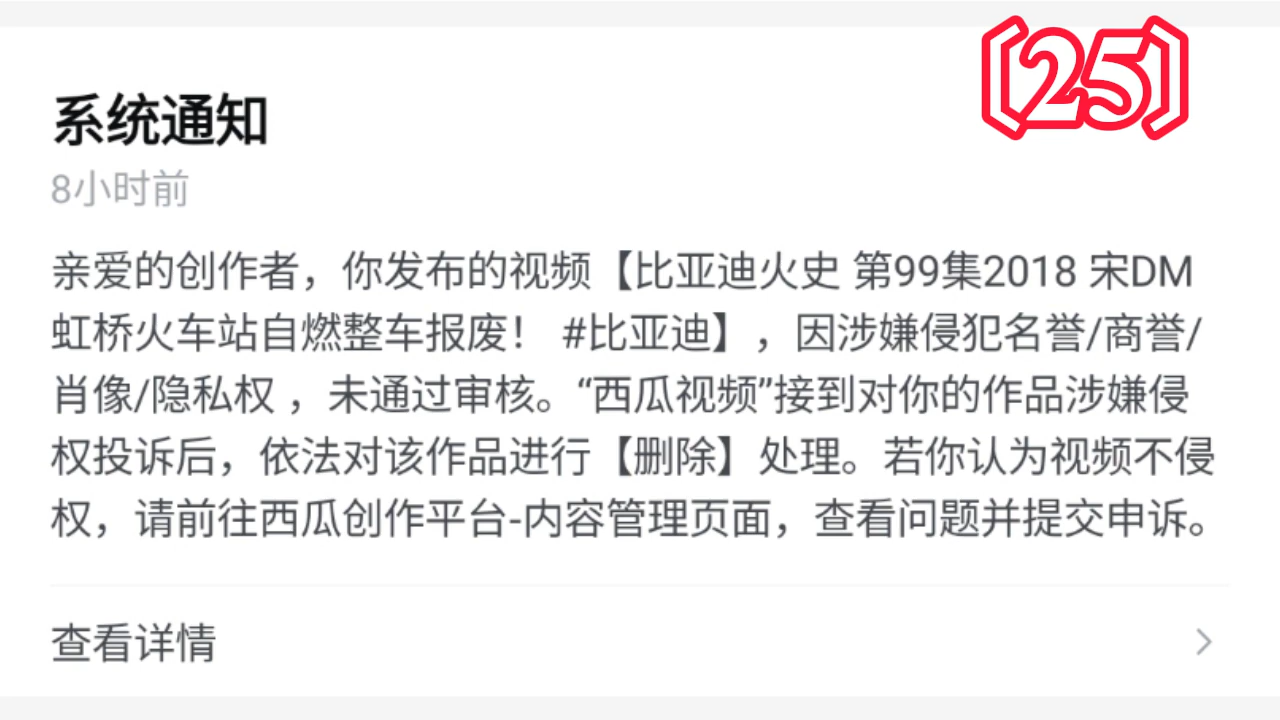 〔25〕
系统通知
8小时前
亲爱的创作者，你发布的视频【比亚迪火史 第99集2018 宋DM
虹桥火车站自燃整车报废！ #比亚迪】，因涉嫌侵犯名誉/商誉/
肖像/隐私权 ，未通过审核。“西瓜视频”接到对你的作品涉嫌侵
权投诉后，依法对该作品进行【删除】处理。若你认为视频不侵
权，请前往西瓜创作平台-内容管理页面，查看问题并提交申诉。
查看详情